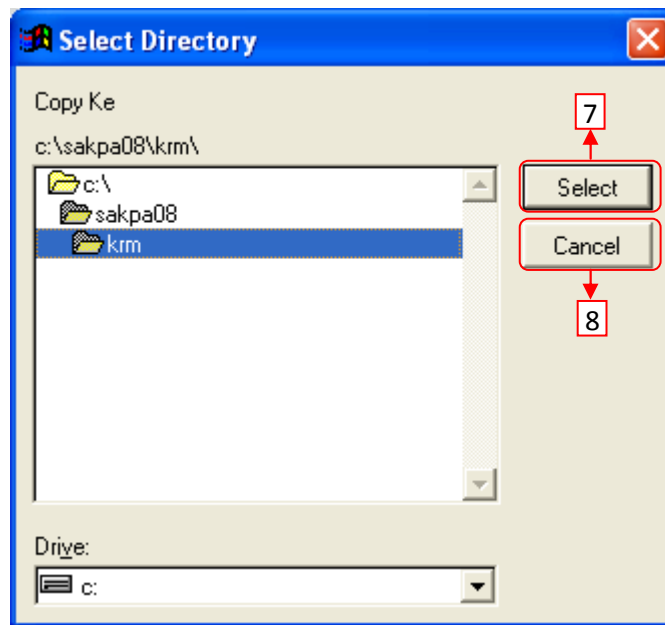 Select Directory
Copy Ke
c:\sakpa08\krm\
c:\
sakpa08
krm
7
Select
Cancel
8
Drive:
c: